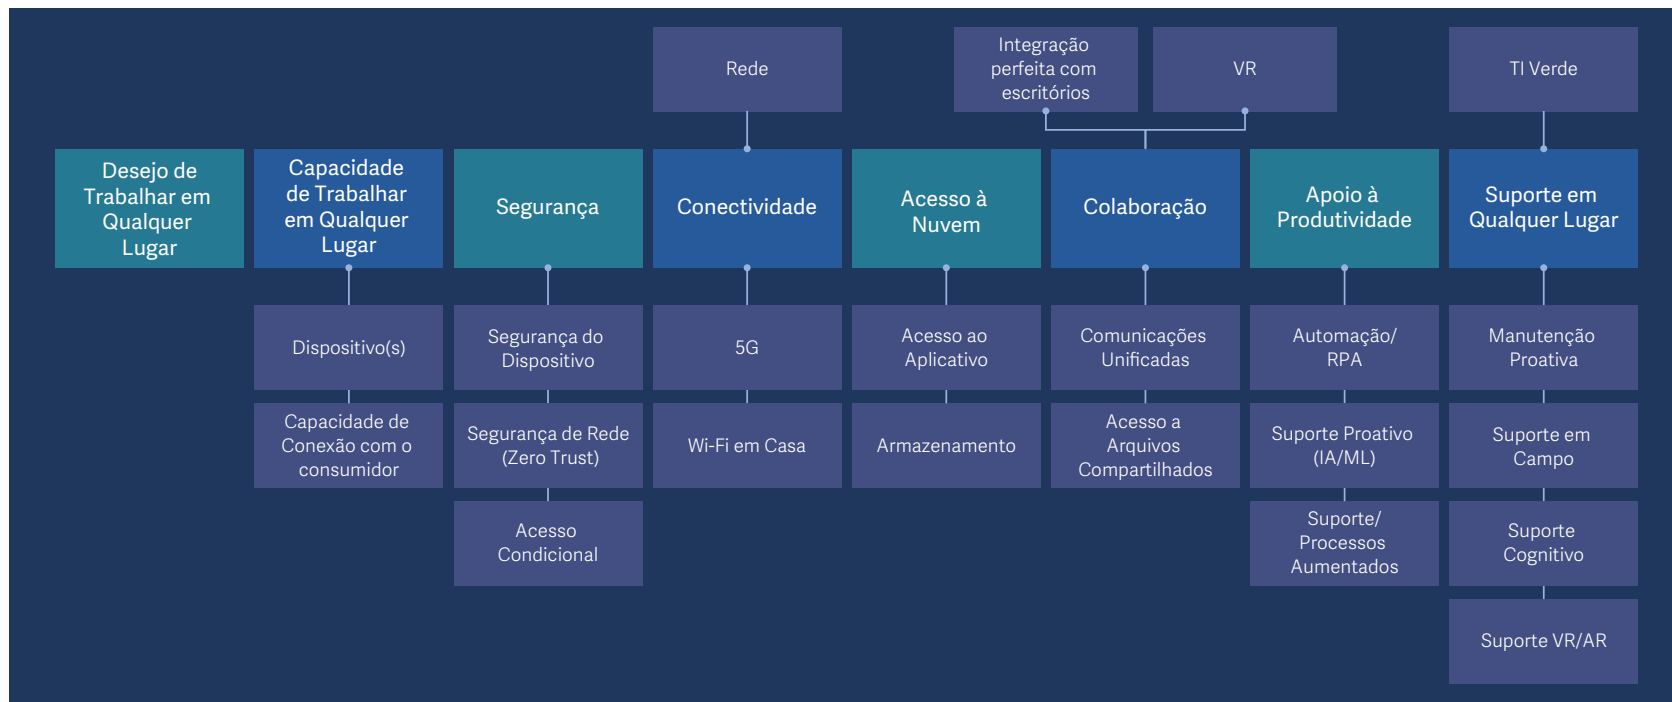 Rede
Integração
perfeita com
escritórios
VR
TI Verde
Desejo de
Trabalhar em
Qualquer
Lugar
Capacidade
de Trabalhar
em Qualquer
Lugar
Segurança
Conectividade
Acesso à
Nuvem
Colaboração
Apoio à
Produtividade
Suporte em
Qualquer Lugar
Dispositivo(s)
Segurança do
Dispositivo
5G
Acesso ao
Aplicativo
Comunicações
Unificadas
Automação/
RPA
Manutenção
Proativa
Capacidade de
Conexão com o
consumidor
Segurança de Rede
(Zero Trust)
Wi-Fi em Casa
Armazenamento
Acesso a
Arquivos
Compartilhados
Suporte Proativo
(IA/ML)
Suporte em
Campo
Acesso
Condicional
Suporte/
Processos
Aumentados
Suporte
Cognitivo
Suporte VR/AR